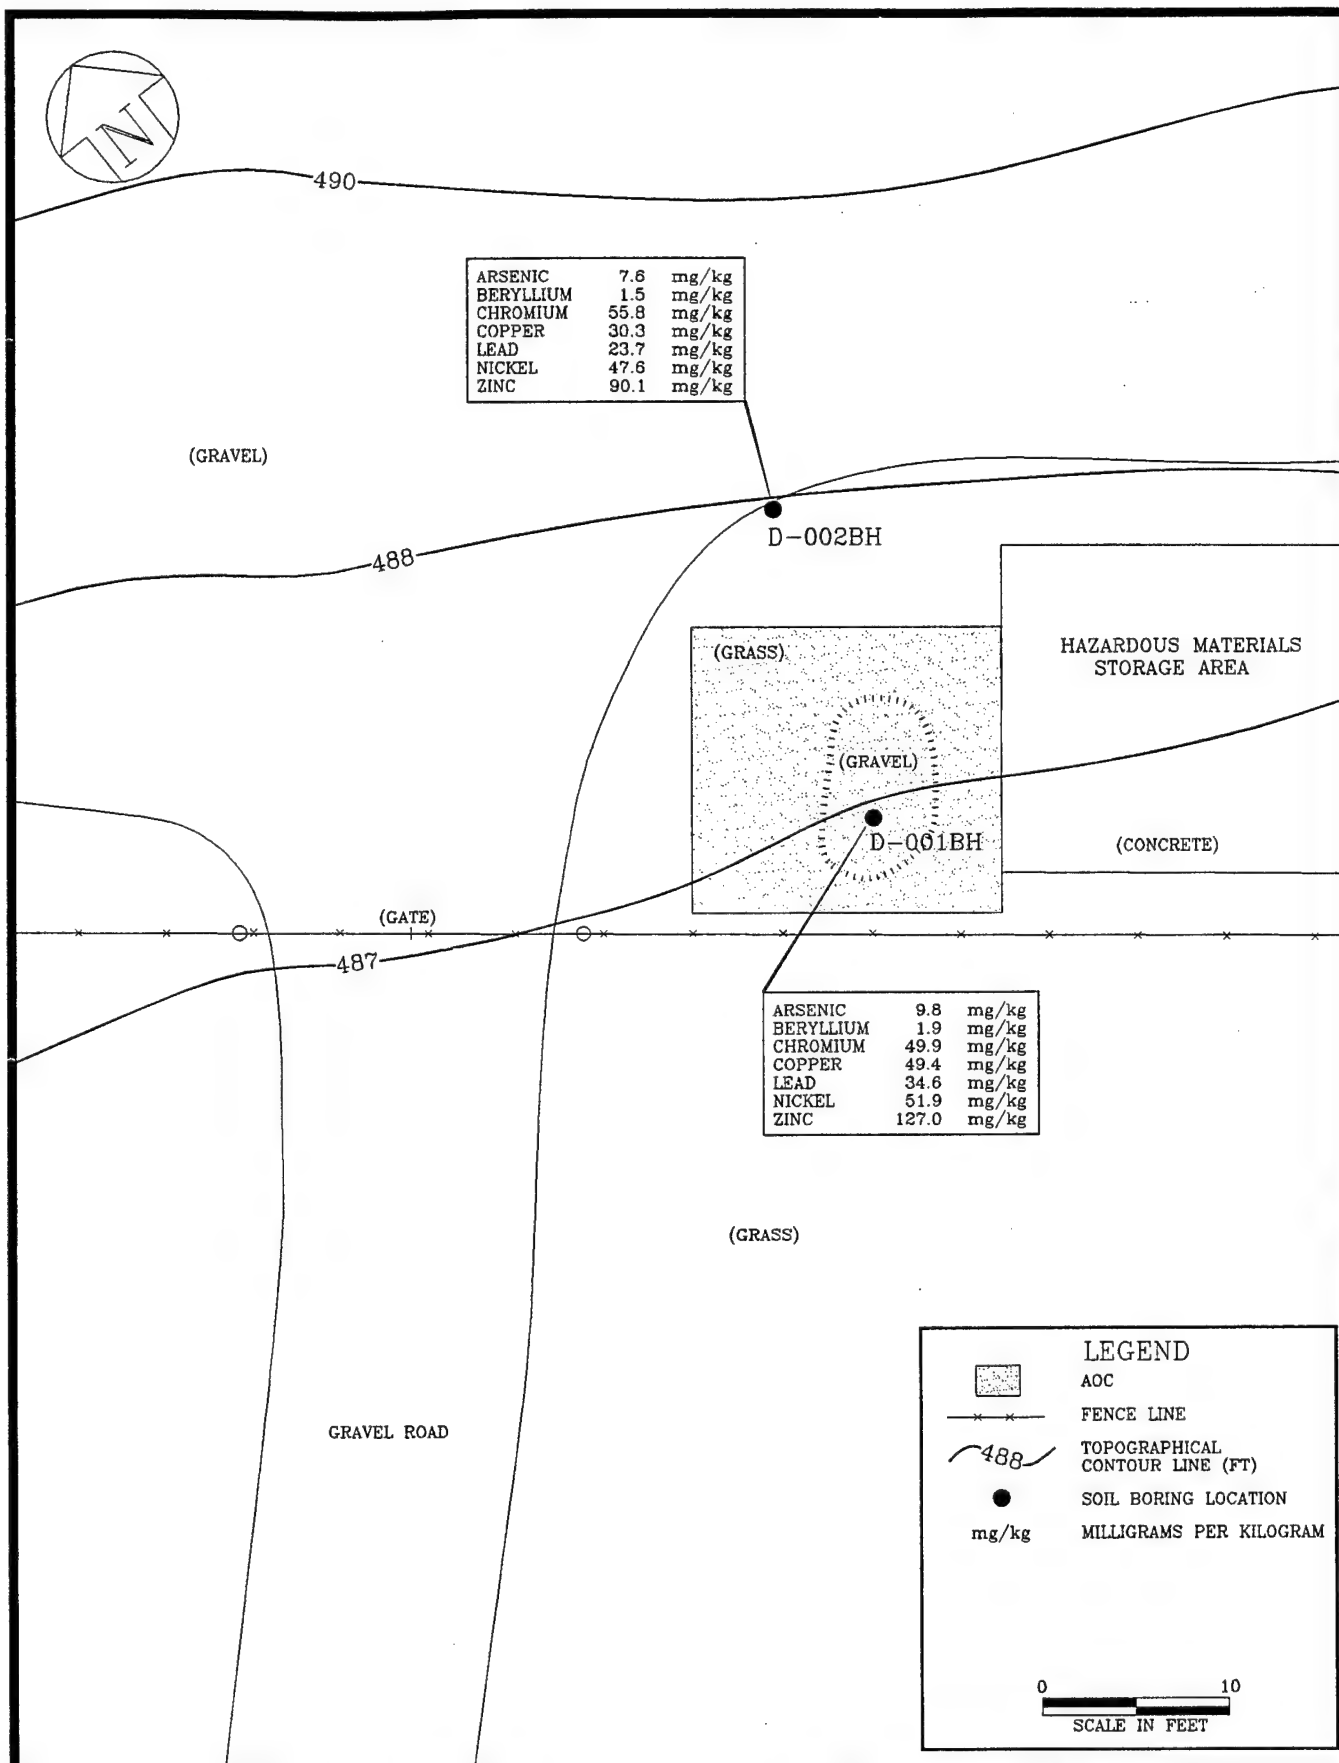 N
490
ARSENIC 7.6 mg/kg
BERYLLIUM 1.5 mg/kg
CHROMIUM 55.8 mg/kg
COPPER 30.3 mg/kg
LEAD 23.7 mg/kg
NICKEL 47.6 mg/kg
ZINC 90.1 mg/kg
(GRAVEL)
D-002BH
488
(GRASS)
HAZARDOUS MATERIALS
STORAGE AREA
(GRAVEL)
D-001BH
(CONCRETE)
(GATE)
487
ARSENIC 9.8 mg/kg
BERYLLIUM 1.9 mg/kg
CHROMIUM 49.9 mg/kg
COPPER 49.4 mg/kg
LEAD 34.6 mg/kg
NICKEL 51.9 mg/kg
ZINC 127.0 mg/kg
(GRASS)
GRAVEL ROAD
LEGEND
AOC
FENCE LINE
488 TOPOGRAPHICAL
CONTOUR LINE (FT)
SOIL BORING LOCATION
mg/kg MILLIGRAMS PER KILOGRAM
0 10
SCALE IN FEET